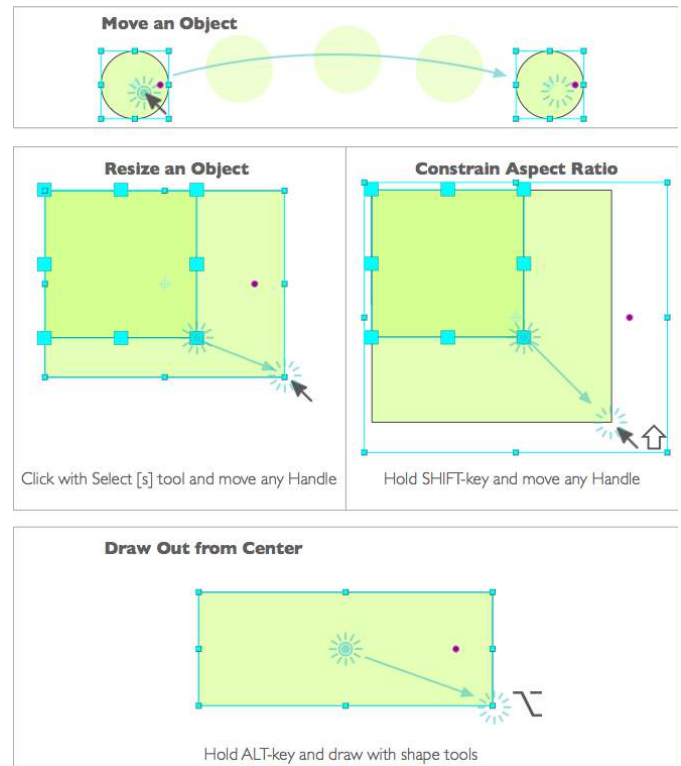 Move an Object
Resize an Object
Constrain Aspect Ratio
Click with Select [s] tool and move any Handle
Hold SHIFT-key and move any Handle
Draw Out from Center
Hold ALT-key and draw with shape tools